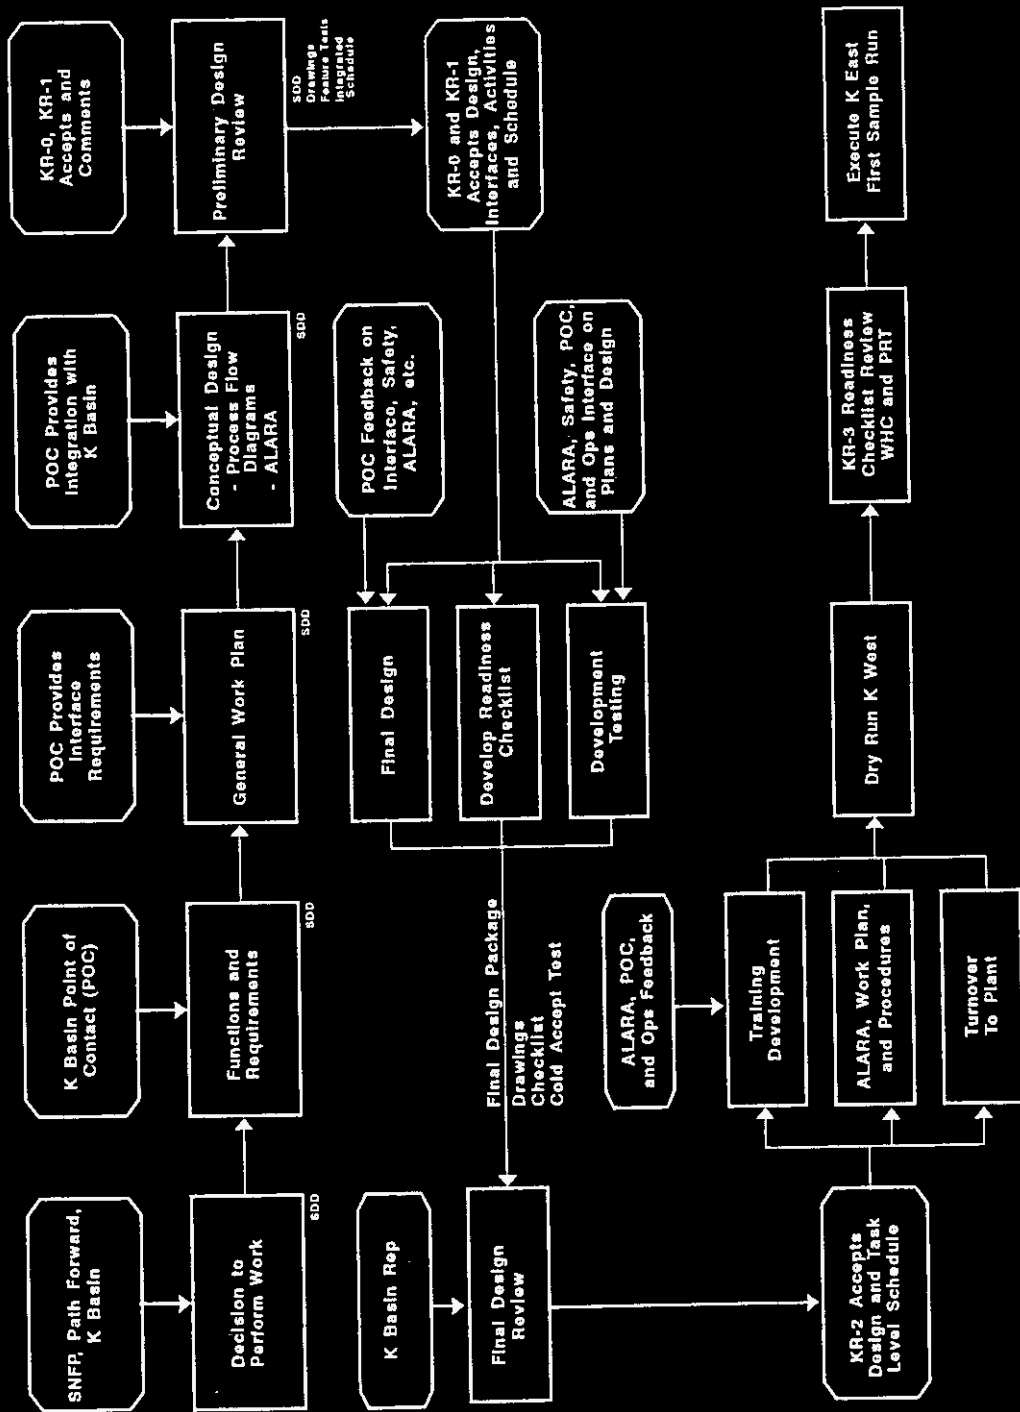 SNFP, Path Forward,
K Basin
K Basin Point of
Contact (POC)
POC Provides
Interface
Requirements
POC Provides
Integration with
K Basin
KR-0, KR-1
Accepts and
Comments
Decision to
Perform Work
SDD
Functions and
Requirements
SDD
General Work Plan
SDD
Conceptual Design
- Process Flow
Diagrams
- ALARA
SDD
Preliminary Design
Review
SDD
Drawings
Feature Tests
Integrated
Schedule
K Basin Rep
POC Feedback on
Interface, Safety,
ALARA, etc.
KR-0 and KR-1
Accepts Design,
Interfaces, Activities
and Schedule
Final Design
Review
Final Design Package
Drawings
Checklist
Cold Accept Test
Final Design
Develop Readiness
Checklist
Development
Testing
ALARA, Safety, POC,
and Ops Interface on
Plans and Design
ALARA, POC,
and Ops Feedback
KR-2 Accepts
Design and Task
Level Schedule
Training
Development
ALARA, Work Plan,
and Procedures
Turnover
To Plant
Dry Run K West
KR-3 Readiness
Checklist Review
WHC and PRT
Execute K East
First Sample Run